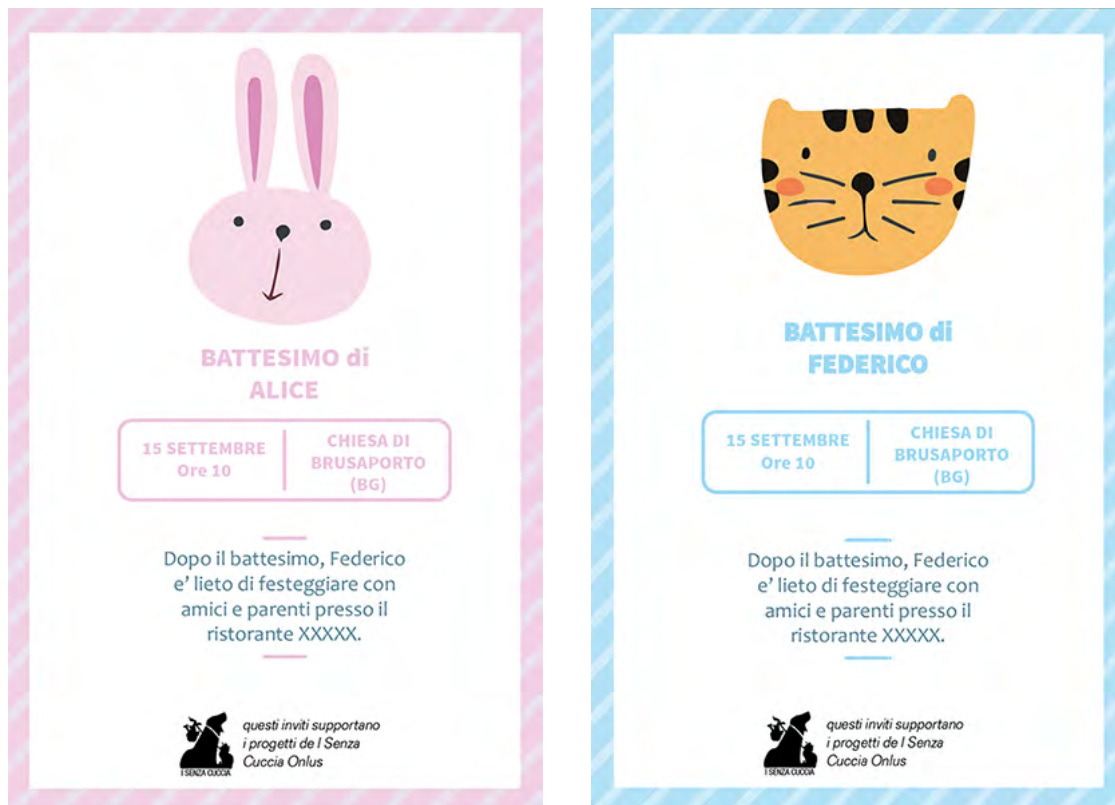 BATTESIMO di
ALICE
15 SETTEMBRE
Ore 10
CHIESA DI
BRUSAPORTO
(BG)
Dopo il battesimo, Federico
e' lieto di festeggiare con
amici e parenti presso il
ristorante XXXXX.
questi inviti supportano
i progetti de I Senza
Cuccia Onlus
I SENZA CUCCIA
BATTESIMO di
FEDERICO
15 SETTEMBRE
Ore 10
CHIESA DI
BRUSAPORTO
(BG)
Dopo il battesimo, Federico
e' lieto di festeggiare con
amici e parenti presso il
ristorante XXXXX.
questi inviti supportano
i progetti de I Senza
Cuccia Onlus
I SENZA CUCCIA